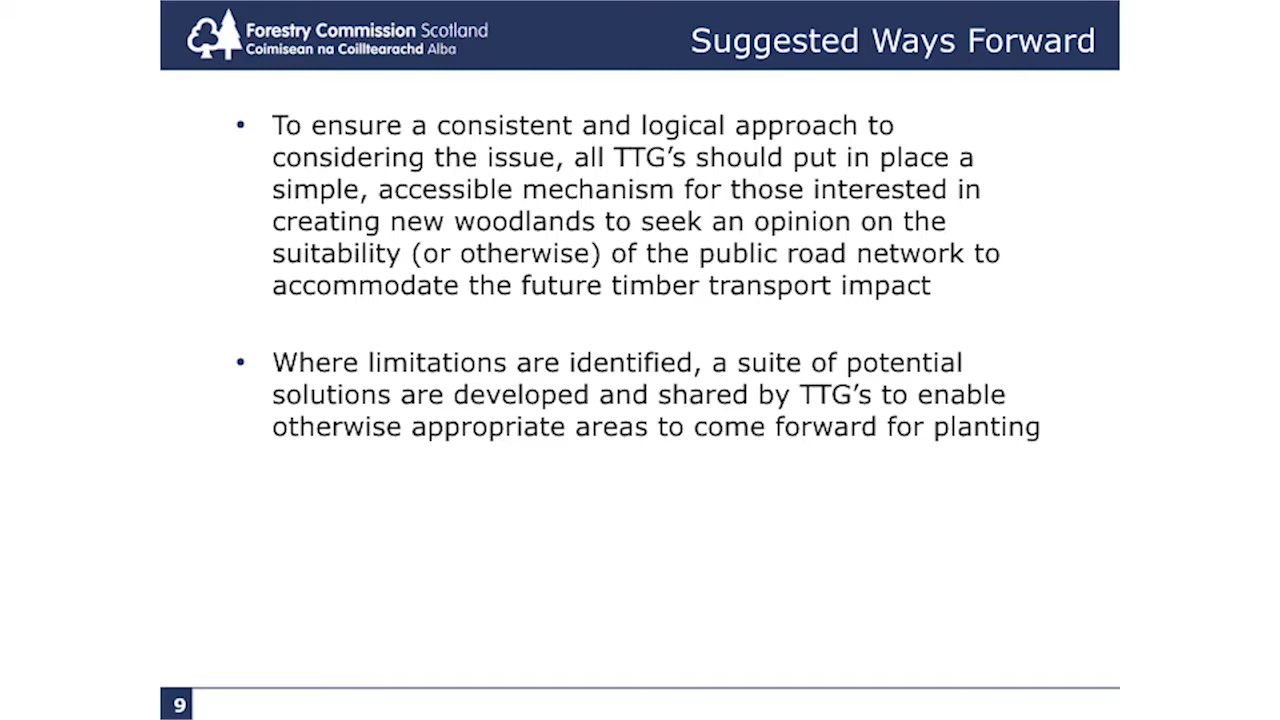 Forestry Commission Scotland
Coimisean na Coilltearachd Alba
Suggested Ways Forward
• To ensure a consistent and logical approach to
considering the issue, all TTG’s should put in place a
simple, accessible mechanism for those interested in
creating new woodlands to seek an opinion on the
suitability (or otherwise) of the public road network to
accommodate the future timber transport impact
• Where limitations are identified, a suite of potential
solutions are developed and shared by TTG’s to enable
otherwise appropriate areas to come forward for planting
9